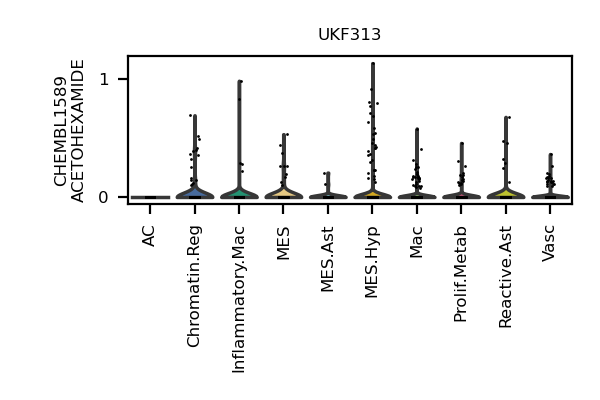 UKF313
CHEMBL1589
ACETOHEXAMIDE
1
0
AC
Chromatin.Reg
Inflammatory.Mac
MES
MES.Ast
MES.Hyp
Mac
Prolif.Metab
Reactive.Ast
Vasc